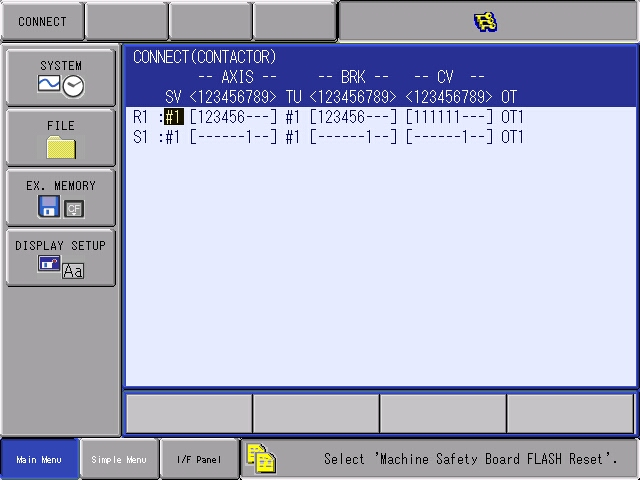 CONNECT
SYSTEM
FILE
EX. MEMORY
CF
DISPLAY SETUP
Aa
CONNECT(CONTACTOR)
-- AXIS -- -- BRK -- -- CV --
SV <123456789> TU <123456789> <123456789> OT
R1 :#1 [123456---] #1 [123456---] [111111---] OT1
S1 :#1 [------1--] #1 [------1--] [------1--] OT1
Main Menu
Simple Menu
I/F Panel
Select 'Machine Safety Board FLASH Reset'.